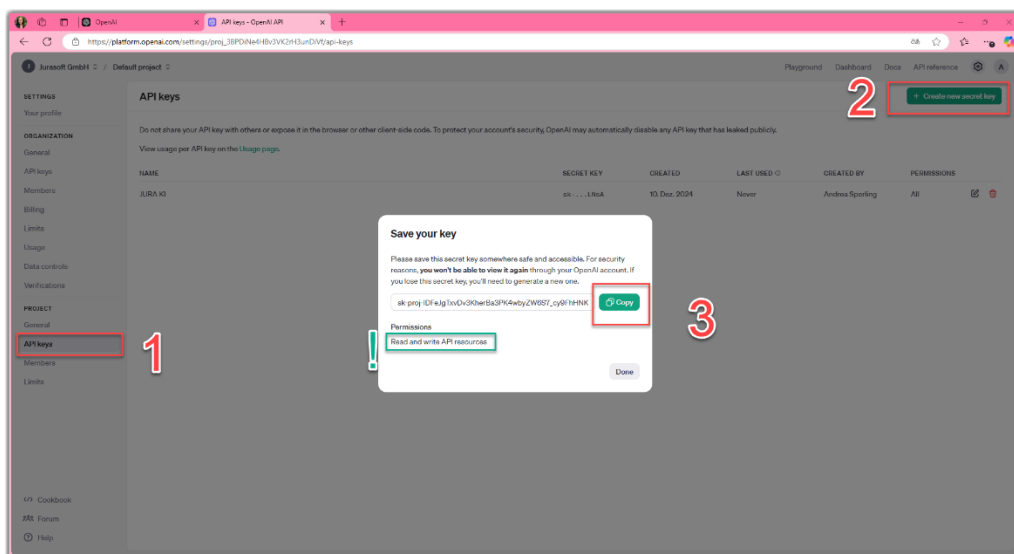 OpenAI
API keys - OpenAI API
https://platform.openai.com/settings/proj_38PDiNe4HBv3VK2rH3unDiVf/api-keys
Jurasoft GmbH / Default project
Playground Dashboard Docs API reference A
SETTINGS
Your profile
ORGANIZATION
General
API keys
Members
Billing
Limits
Usage
Data controls
Verifications
PROJECT
General
API keys
Members
Limits
Cookbook
Forum
Help
1
API keys
2
+ Create new secret key
Do not share your API key with others or expose it in the browser or other client-side code. To protect your account's security, OpenAI may automatically disable any API key that has leaked publicly.
View usage per API key on the Usage page.
NAME SECRET KEY CREATED LAST USED CREATED BY PERMISSIONS
JURA KI 10. Dez. 2024 Never Andrea Sperling All
Save your key
Please save this secret key somewhere safe and accessible. For security
reasons, you won't be able to view it again through your OpenAI account. If
you lose this secret key, you'll need to generate a new one.
Copy
3
Permissions
! Read and write API resources
Done